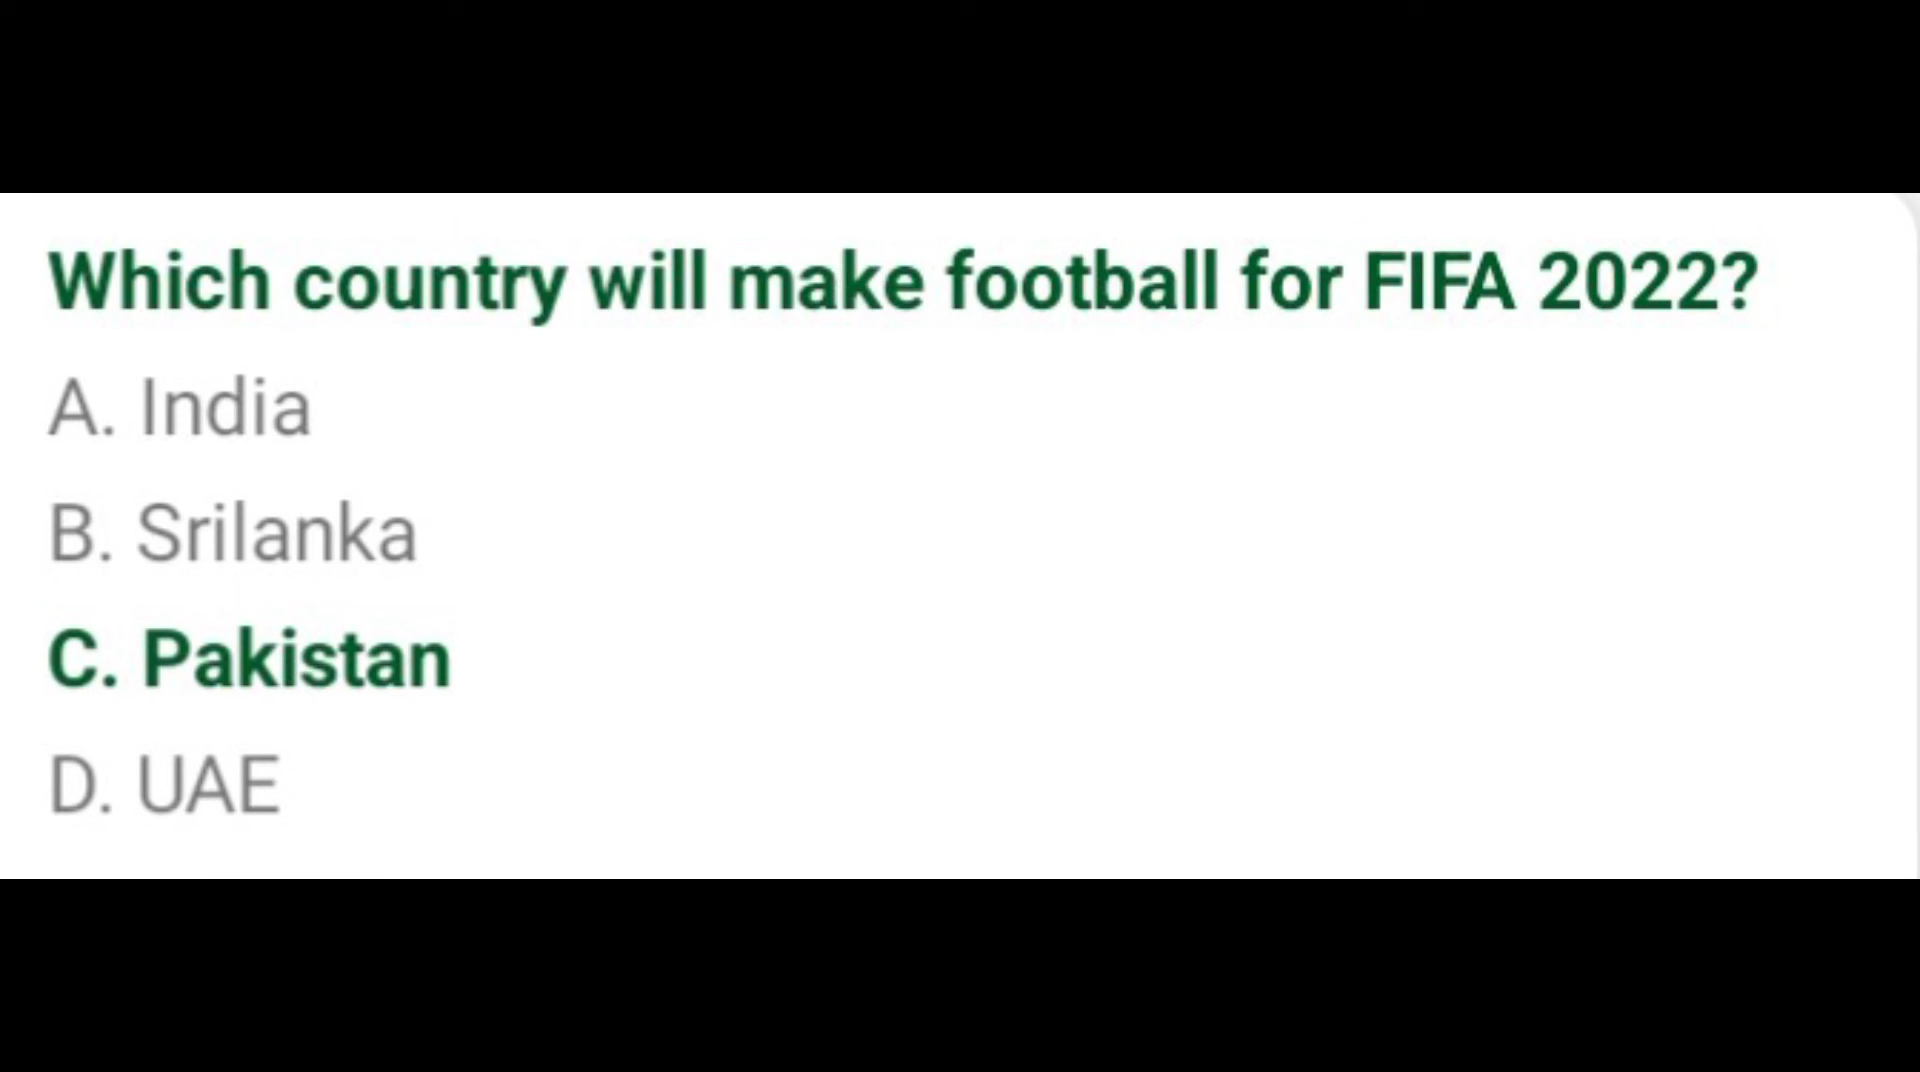 Which country will make football for FIFA 2022?
A. India
B. Srilanka
C. Pakistan
D. UAE